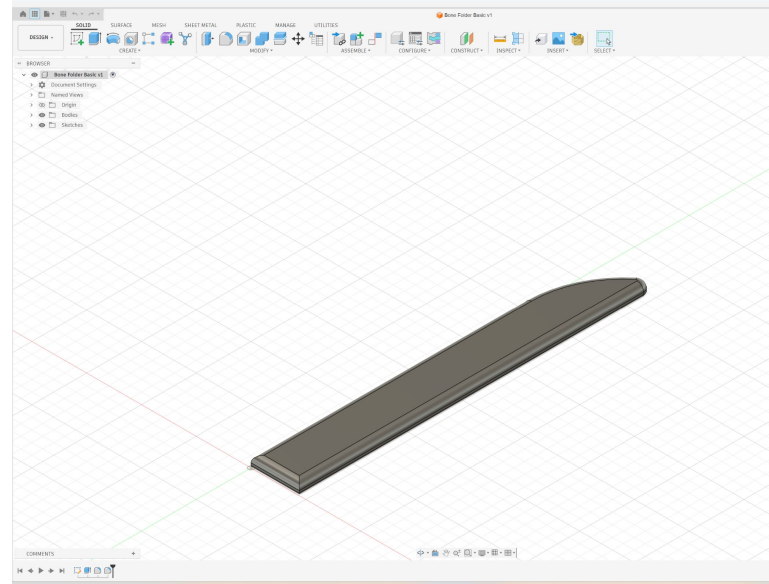 Bone Folder Basic v1
SOLID SURFACE MESH SHEET METAL PLASTIC MANAGE UTILITIES
DESIGN
CREATE MODIFY ASSEMBLE CONFIGURE CONSTRUCT INSPECT INSERT SELECT
BROWSER
Bone Folder Basic v1
Document Settings
Named Views
Origin
Bodies
Sketches
COMMENTS